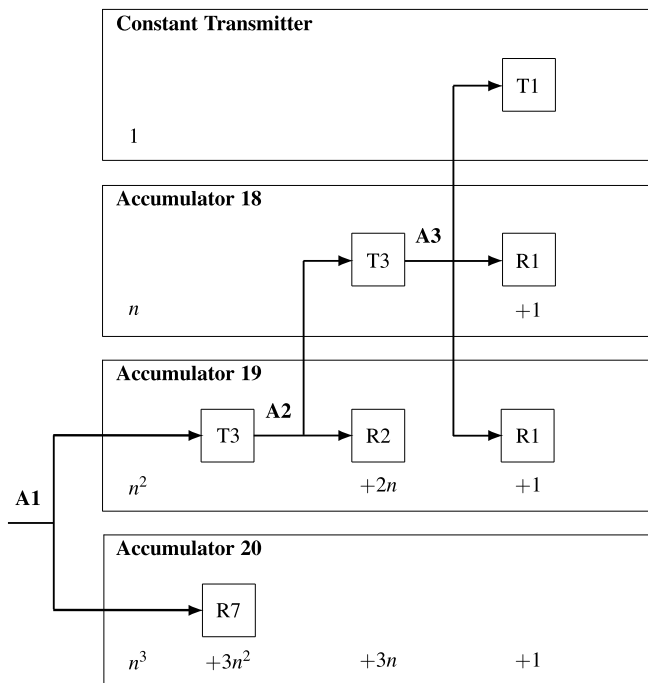 Constant Transmitter
T1
1
Accumulator 18
A3
T3
R1
n
+1
Accumulator 19
A2
T3
R2
R1
n² +2n +1
A1
Accumulator 20
R7
n³ +3n² +3n +1